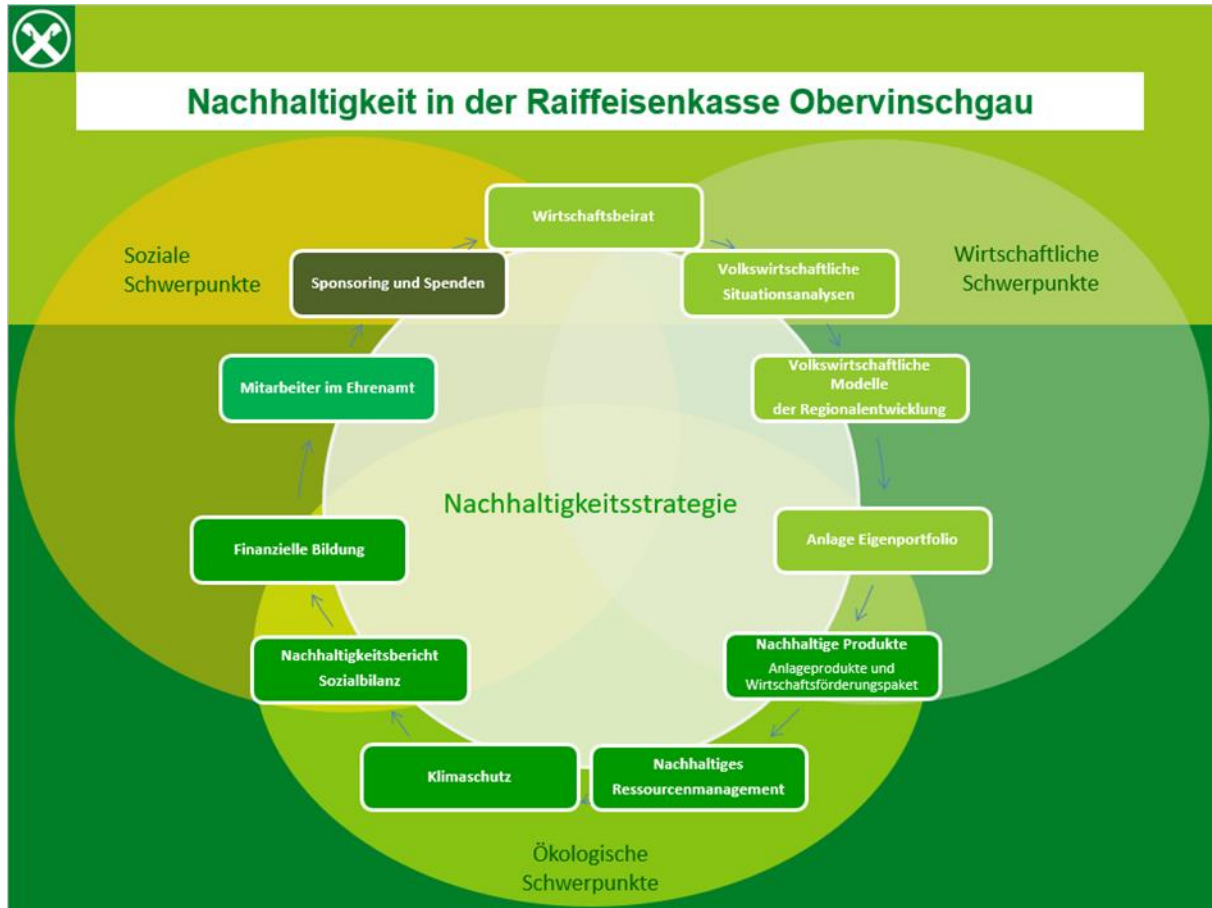 Nachhaltigkeit in der Raiffeisenkasse Obervinschgau
Soziale
Schwerpunkte
Wirtschaftliche
Schwerpunkte
Wirtschaftsbeirat
Volkswirtschaftliche
Situationsanalysen
Volkswirtschaftliche
Modelle
der Regionalentwicklung
Anlage Eigenportfolio
Nachhaltige Produkte
Anlageprodukte und
Wirtschaftsförderungspaket
Nachhaltiges
Ressourcenmanagement
Klimaschutz
Nachhaltigkeitsbericht
Sozialbilanz
Finanzielle Bildung
Mitarbeiter im Ehrenamt
Sponsoring und Spenden
Nachhaltigkeitsstrategie
Ökologische
Schwerpunkte